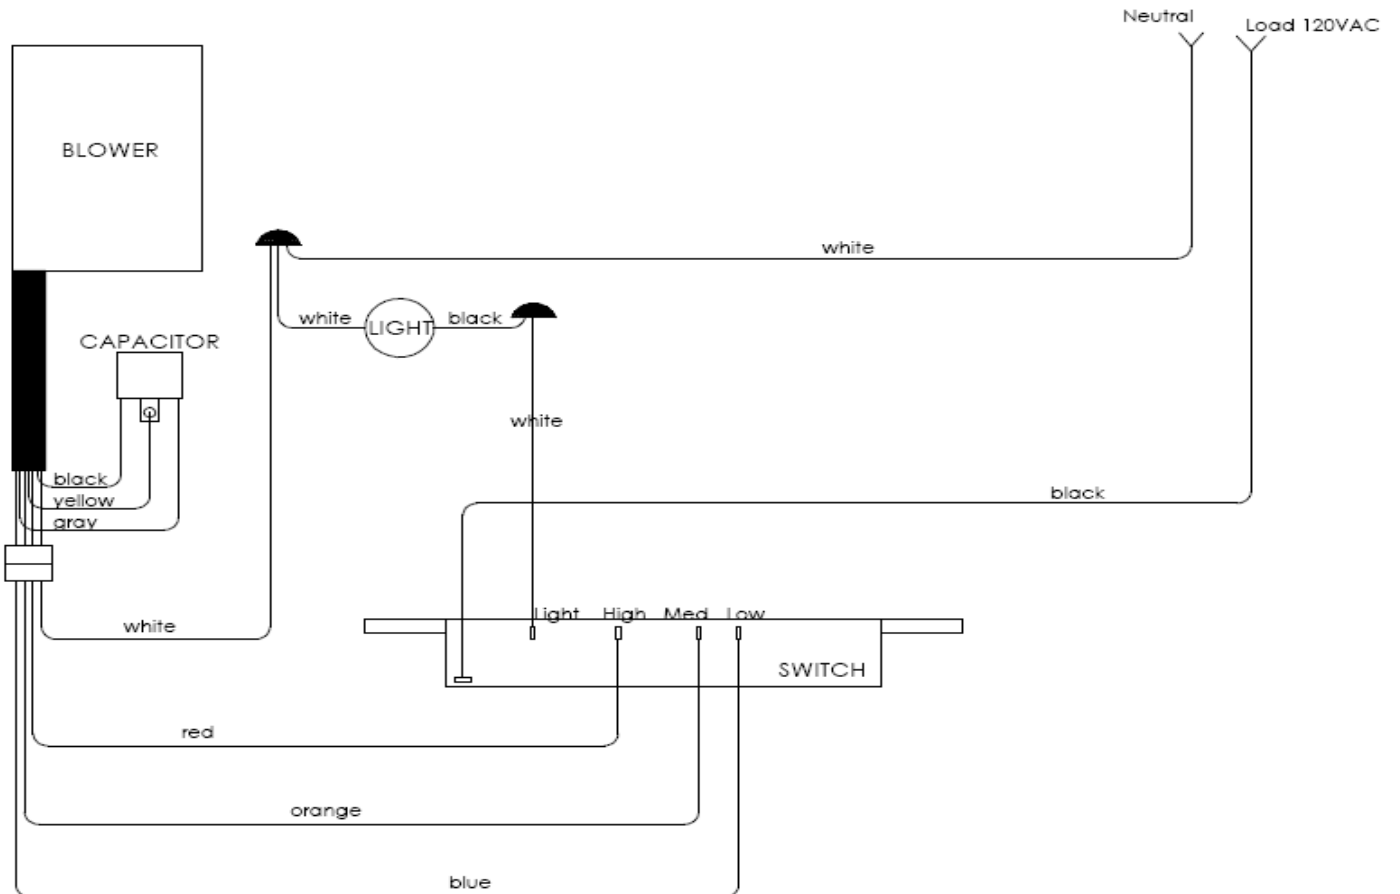 Neutral
Load 120VAC
BLOWER
white
white
LIGHT
black
CAPACITOR
white
black
yellow
gray
black
white
Light High Med Low
SWITCH
red
orange
blue